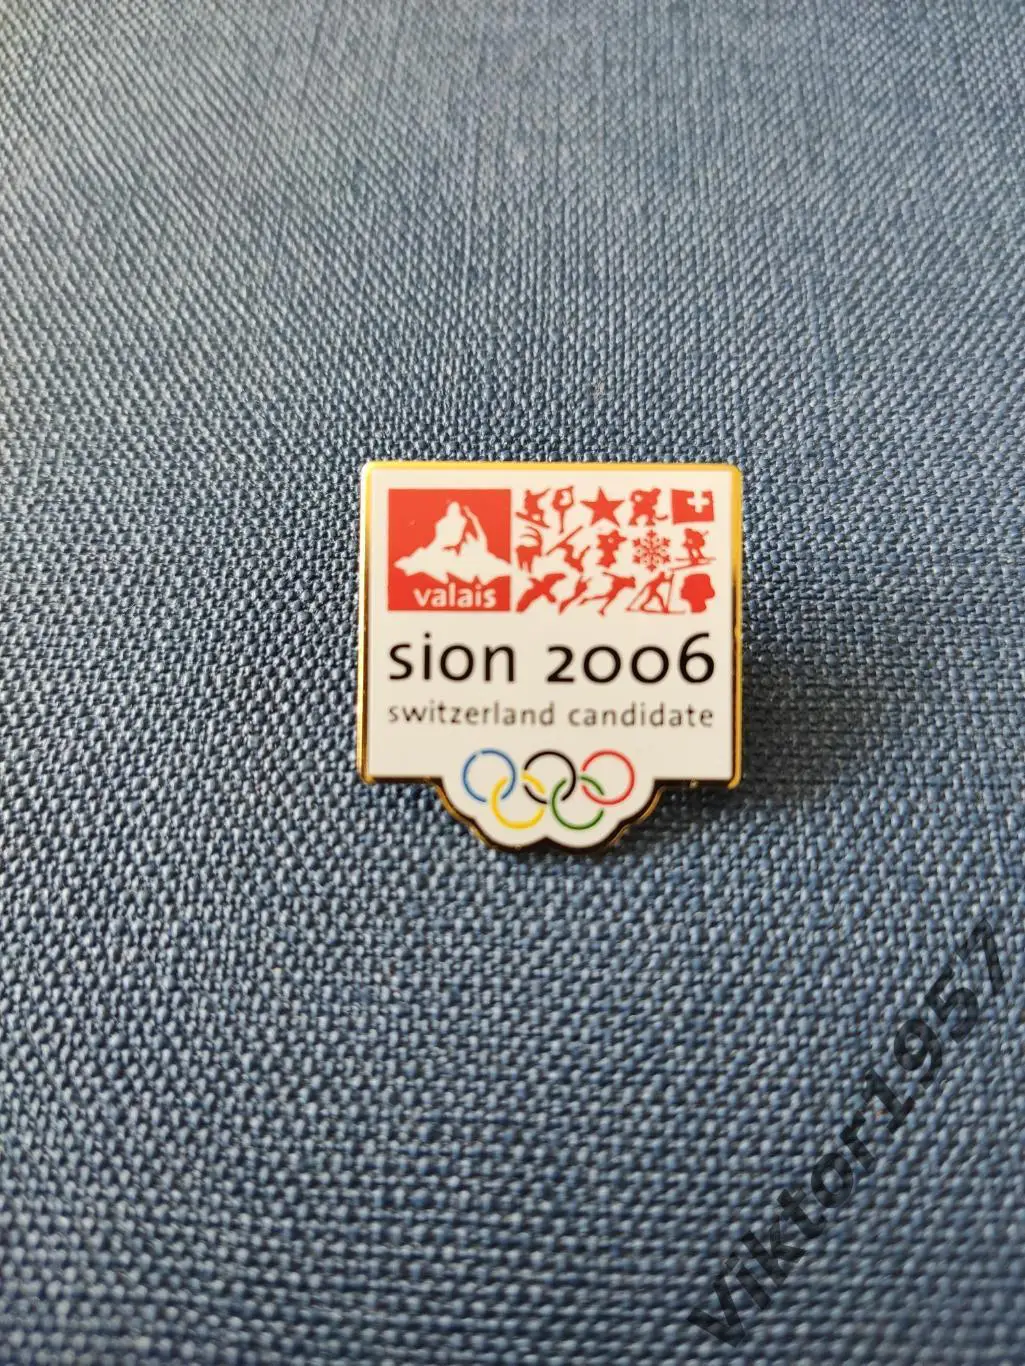 valais
sion 2006
switzerland candidate
viktor1957